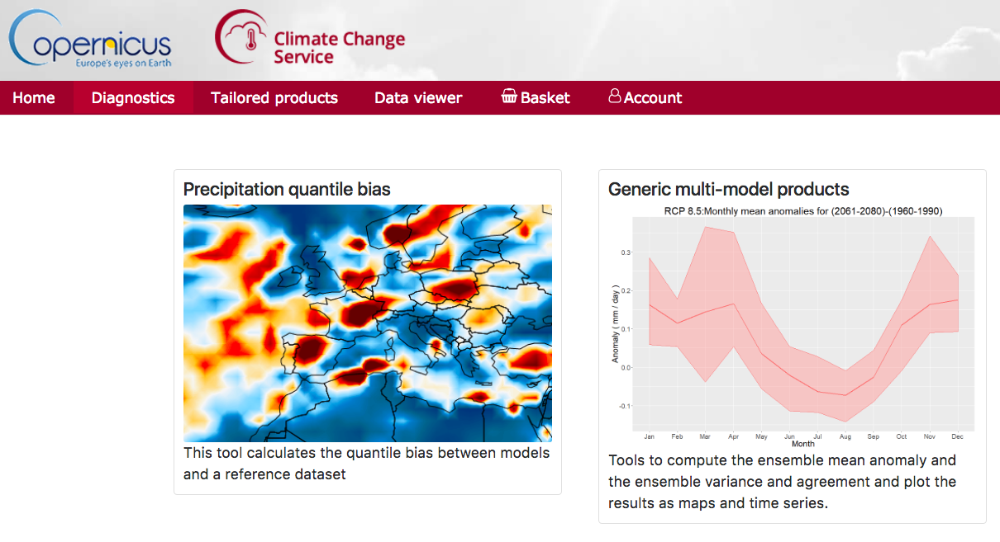 Copernicus
Europe's eyes on Earth
Climate Change
Service
Home Diagnostics Tailored products Data viewer Basket Account
Precipitation quantile bias
This tool calculates the quantile bias between models
and a reference dataset
Generic multi-model products
RCP 8.5:Monthly mean anomalies for (2061-2080)-(1960-1990)
Anomaly ( mm / day )
0.3
0.2
0.1
0.0
-0.1
Jan Feb Mar Apr May Jun Jul Aug Sep Oct Nov Dec
Month
Tools to compute the ensemble mean anomaly and
the ensemble variance and agreement and plot the
results as maps and time series.